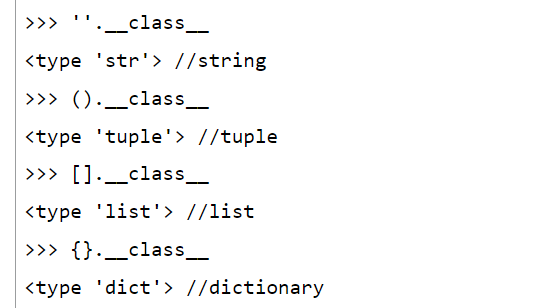 >>> ''.__class__
<type 'str'> //string
>>> ().__class__
<type 'tuple'> //tuple
>>> [].__class__
<type 'list'> //list
>>> {}.__class__
<type 'dict'> //dictionary